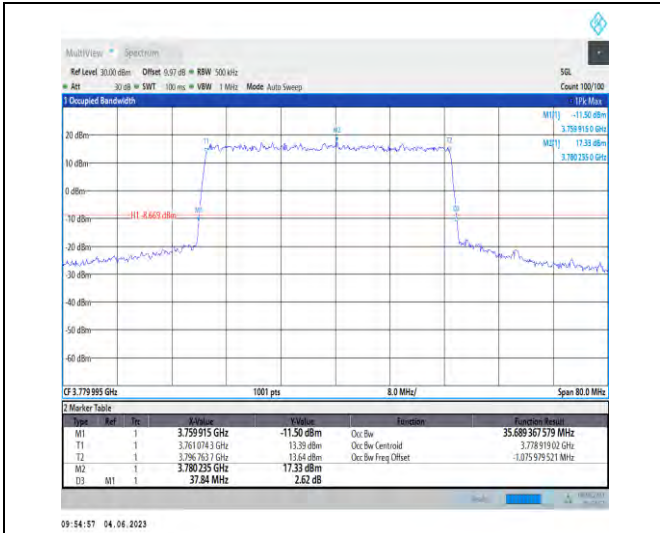 MultiView Spectrum
Ref Level 30.00 dBm Offset 9.97 dB RBW 500 kHz SGL
Att 30 dB SWT 100 ms VBW 1 MHz Mode Auto Sweep Count 100/100
1 Occupied Bandwidth 1Pk Max
M1[1] -11.50 dBm
3.759 915 0 GHz
M2[1] 17.33 dBm
3.780 235 0 GHz
T1 M2 T2
20 dBm
10 dBm
0 dBm
M1 D3
-10 dBm H1 -8.669 dBm
-20 dBm
-30 dBm
-40 dBm
-50 dBm
-60 dBm
CF 3.779 995 GHz 1001 pts 8.0 MHz/ Span 80.0 MHz
2 Marker Table
Type Ref Trc X-Value Y-Value Function Function Result
M1 1 3.759 915 GHz -11.50 dBm Occ Bw 35.689 367 579 MHz
T1 1 3.761 074 3 GHz 13.39 dBm Occ Bw Centroid 3.778 919 02 GHz
T2 1 3.796 763 7 GHz 13.64 dBm Occ Bw Freq Offset -1.075 979 521 MHz
M2 1 3.780 235 GHz 17.33 dBm
D3 M1 1 37.84 MHz 2.62 dB
09:54:57 04.06.2023